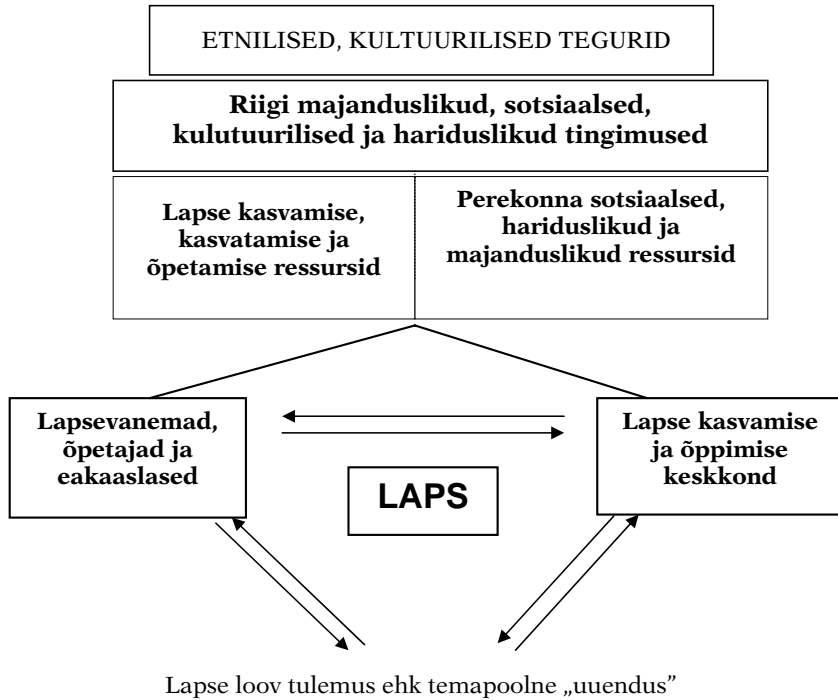 ETNILISED, KULTUURILISED TEGURID
Riigi majanduslikud, sotsiaalsed,
kulutuurilised ja hariduslikud tingimused
Lapse kasvamise,
kasvatamise ja
õpetamise ressursid
Perekonna sotsiaalsed,
hariduslikud ja
majanduslikud ressursid
Lapsevanemad,
õpetajad ja
eakaaslased
Lapse kasvamise
ja õppimise
keskkond
LAPS
Lapse loov tulemus ehk temapoolne „uuendus”